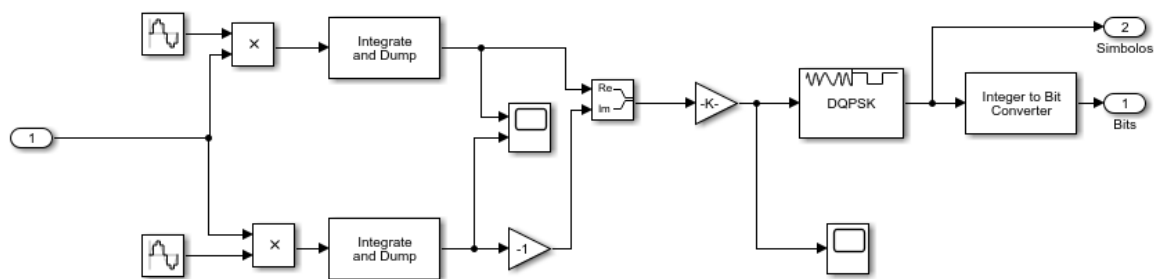 ×
Integrate
and Dump
2
Simbolos
Re
Im
-K-
DQPSK
Integer to Bit
Converter
1
Bits
1
×
Integrate
and Dump
-1